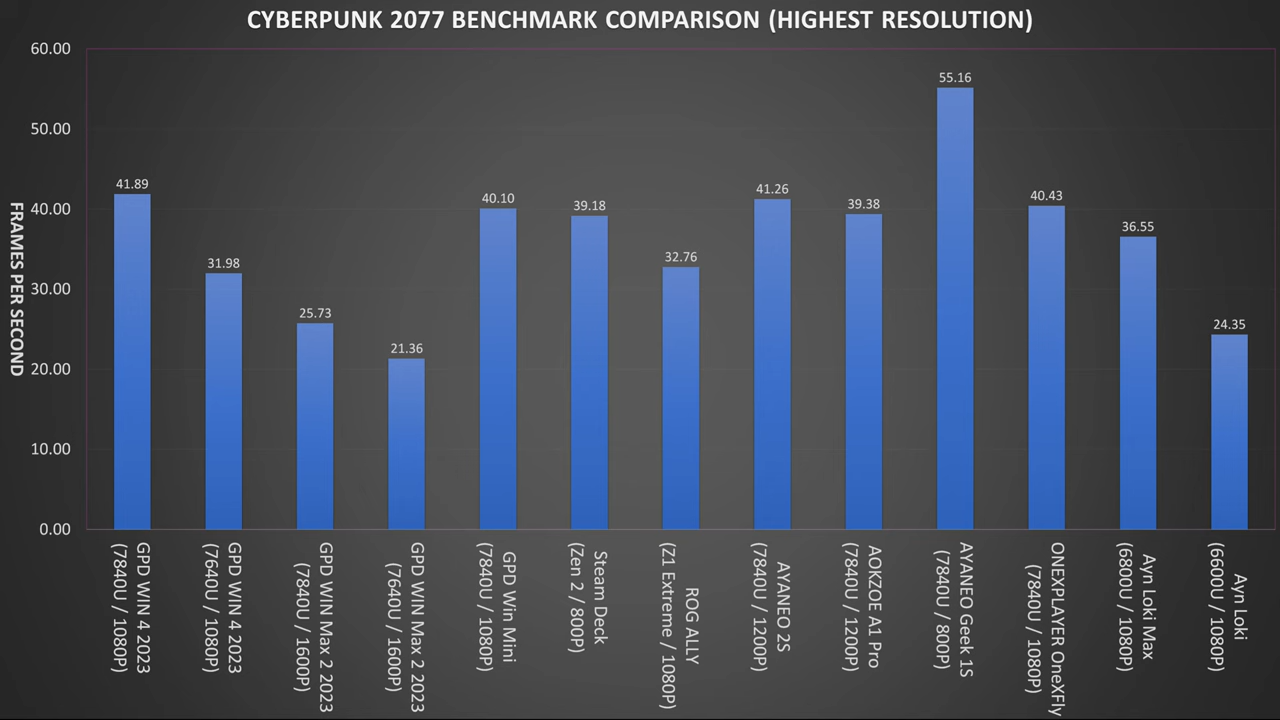 CYBERPUNK 2077 BENCHMARK COMPARISON (HIGHEST RESOLUTION)
FRAMES PER SECOND
60.00
50.00
40.00
30.00
20.00
10.00
0.00
41.89
31.98
25.73
21.36
40.10
39.18
32.76
41.26
39.38
55.16
40.43
36.55
24.35
GPD WIN 4 2023
(7840U / 1080P)
GPD WIN 4 2023
(7640U / 1080P)
GPD WIN Max 2 2023
(7840U / 1600P)
GPD WIN Max 2 2023
(7640U / 1600P)
GPD Win Mini
(7840U / 1080P)
Steam Deck
(Zen 2 / 800P)
ROG ALLY
(Z1 Extreme / 1080P)
AYANEO 2S
(7840U / 1200P)
AOKZOE A1 Pro
(7840U / 1200P)
AYANEO Geek 1S
(7840U / 800P)
ONEXPLAYER OneXFly
(7840U / 1080P)
Ayn Loki Max
(6800U / 1080P)
Ayn Loki
(6600U / 1080P)